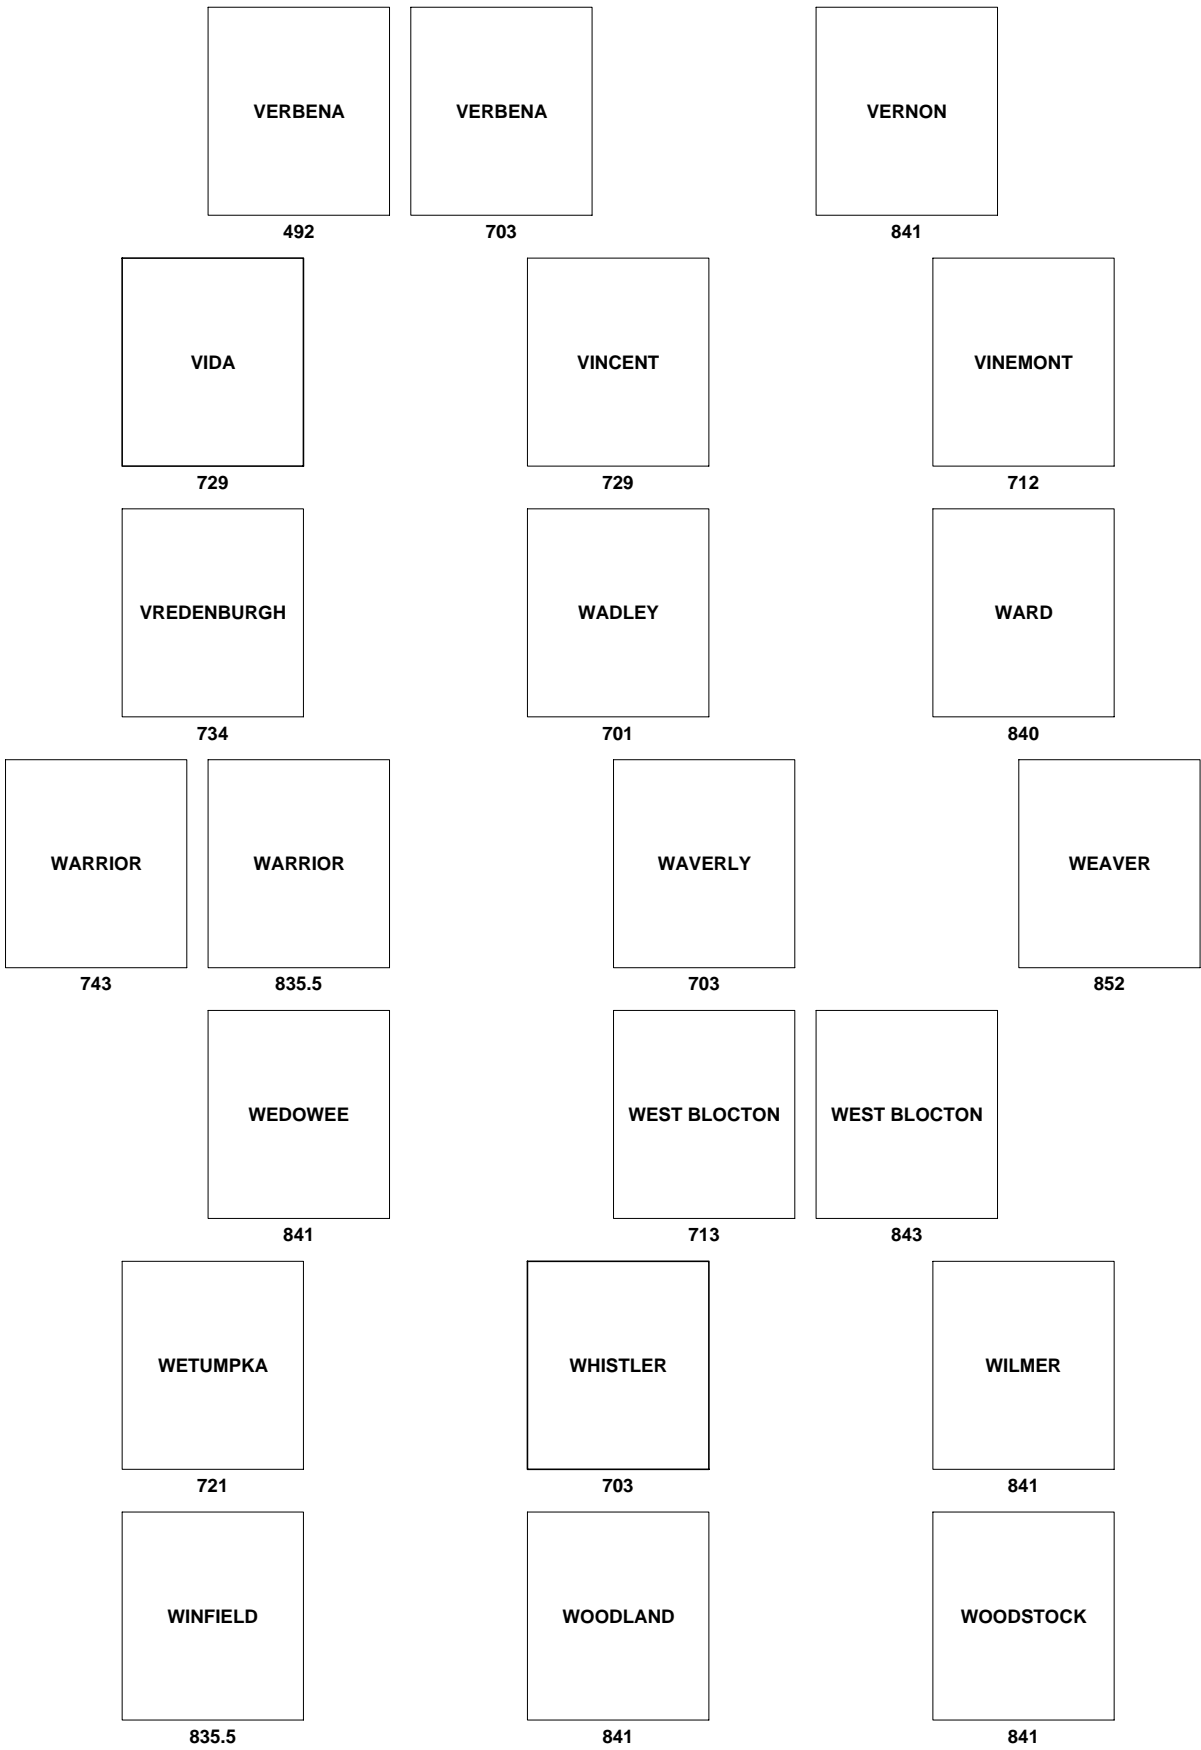 VERBENA VERBENA VERNON
492 703 841
VIDA VINCENT VINEMONT
729 729 712
VREDENBURGH WADLEY WARD
734 701 840
WARRIOR WARRIOR WAVERLY WEAVER
743 835.5 703 852
WEDOWEE WEST BLOCTON WEST BLOCTON
841 713 843
WETUMPKA WHISTLER WILMER
721 703 841
WINFIELD WOODLAND WOODSTOCK
835.5 841 841